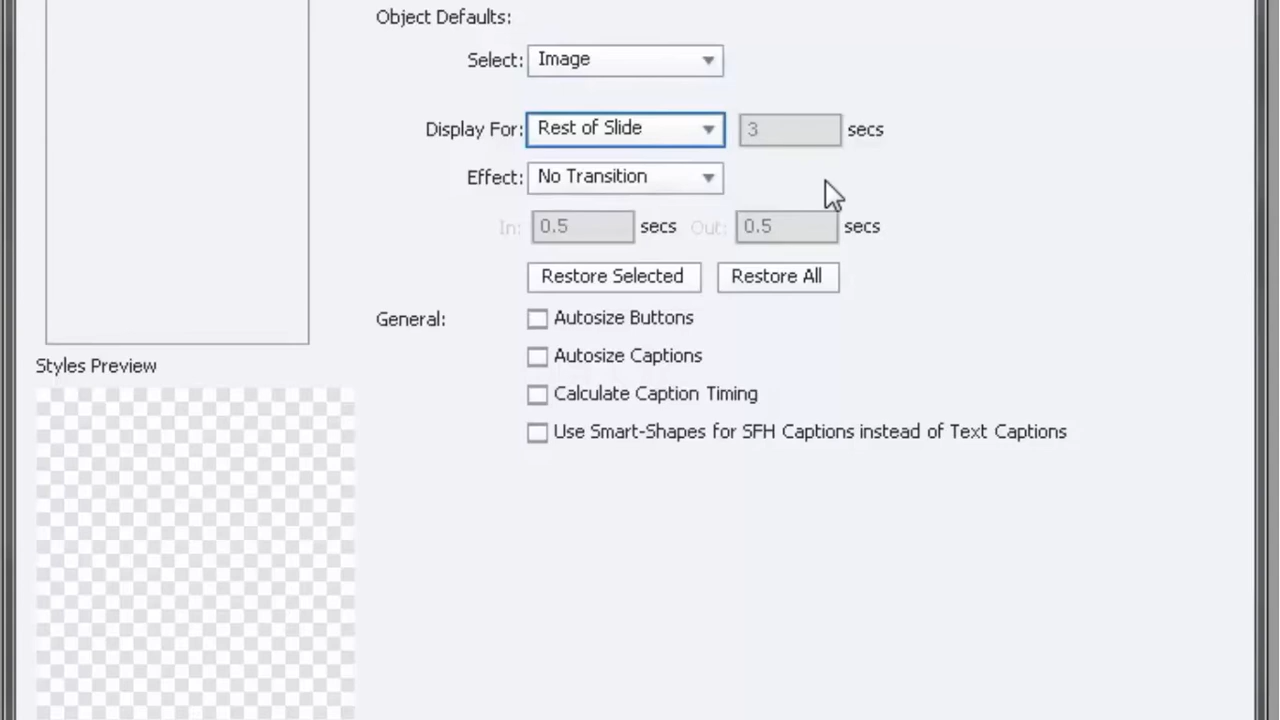 Object Defaults:
Select: Image
Display For: Rest of Slide 3 secs
Effect: No Transition
In: 0.5 secs Out: 0.5 secs
Restore Selected Restore All
General: Autosize Buttons
Autosize Captions
Styles Preview
Calculate Caption Timing
Use Smart-Shapes for SFH Captions instead of Text Captions